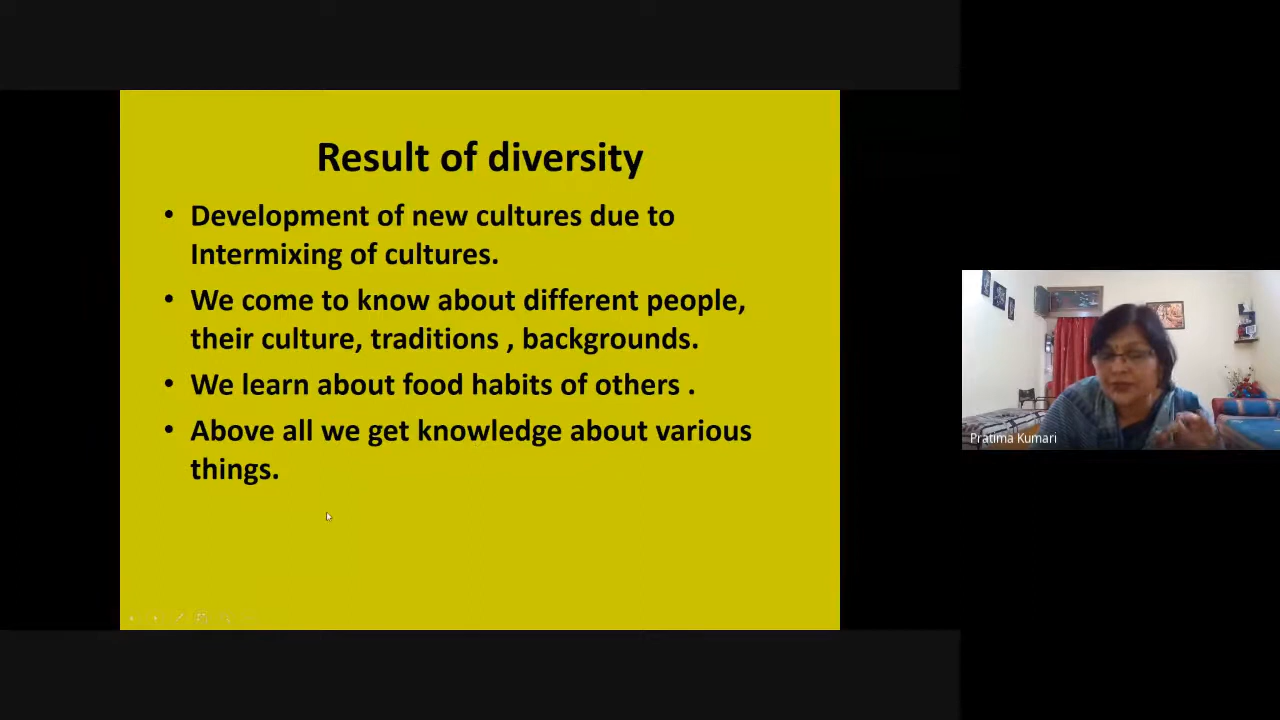 Result of diversity
• Development of new cultures due to
Intermixing of cultures.
• We come to know about different people,
their culture, traditions , backgrounds.
• We learn about food habits of others .
• Above all we get knowledge about various
things.
Pratima Kumari